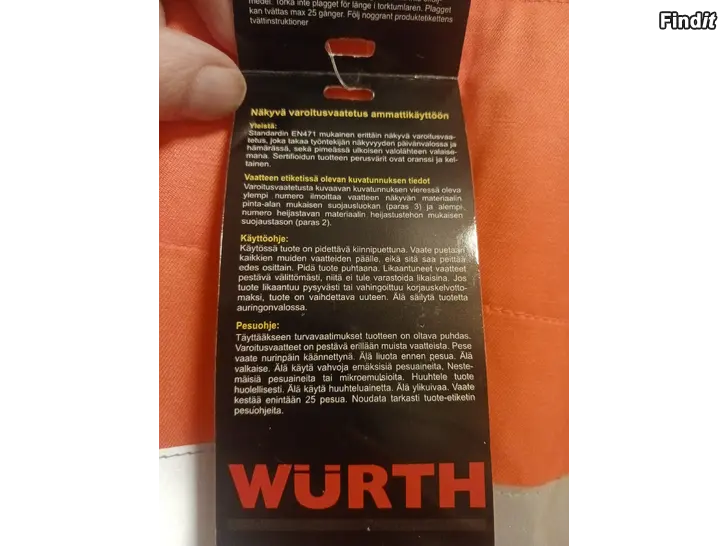 Findit
medel. Torka inte plagget för länge i torktumlaren. Plagget
kan tvättas max 25 gånger. Följ noggrant produktetikettens
tvättinstruktioner
Näkyvä varoitusvaatetus ammattikäyttöön
Yleistä:
Standardin EN471 mukainen erittäin näkyvä varoitusvaa-
tetus, joka takaa työntekijän näkyvyyden päivänvalossa ja
hämärässä, sekä pimeässä ulkoisen valolähteen valaise-
mana. Sertifioidun tuotteen perusvärit ovat oranssi ja kel-
tainen.
Vaatteen etiketissä olevan kuvatunnuksen tiedot
Varoitusvaatetusta kuvaavan kuvatunnuksen vieressä oleva
ylempi numero ilmoittaa vaatteen näkyvän materiaalin
pinta-alan mukaisen suojausluokan (paras 3) ja alempi
numero heijastavan materiaalin heijastustehon mukaisen
suojaustason (paras 2).
Käyttöohje:
Käytössä tuote on pidettävä kiinnipuettuna. Vaate puetaan
kaikkien muiden vaatteiden päälle, eikä sitä saa peittää
edes osittain. Pidä tuote puhtaana. Likaantuneet vaatteet
pestävä välittömästi, niitä ei tule varastoida likaisina. Jos
tuote likaantuu pysyvästi tai vahingoittuu korjauskelvotto-
maksi, tuote on vaihdettava uuteen. Älä säilytä tuotetta
auringonvalossa.
Pesuohje:
Täyttääkseen turvavaatimukset tuotteen on oltava puhdas.
Varoitusvaatteet on pestävä erillään muista vaatteista. Pese
vaate nurinpäin käännettynä. Älä liuota ennen pesua. Älä
valkaise. Älä käytä vahvoja emäksisiä pesuaineita, Neste-
mäisiä pesuaineita tai mikroemulsioita. Huuhtele tuote
huolellisesti. Älä käytä huuhteluainetta. Älä ylikuivaa. Vaate
kestää enintään 25 pesua. Noudata tarkasti tuote-etiketin
pesuohjeita.
WÜRTH